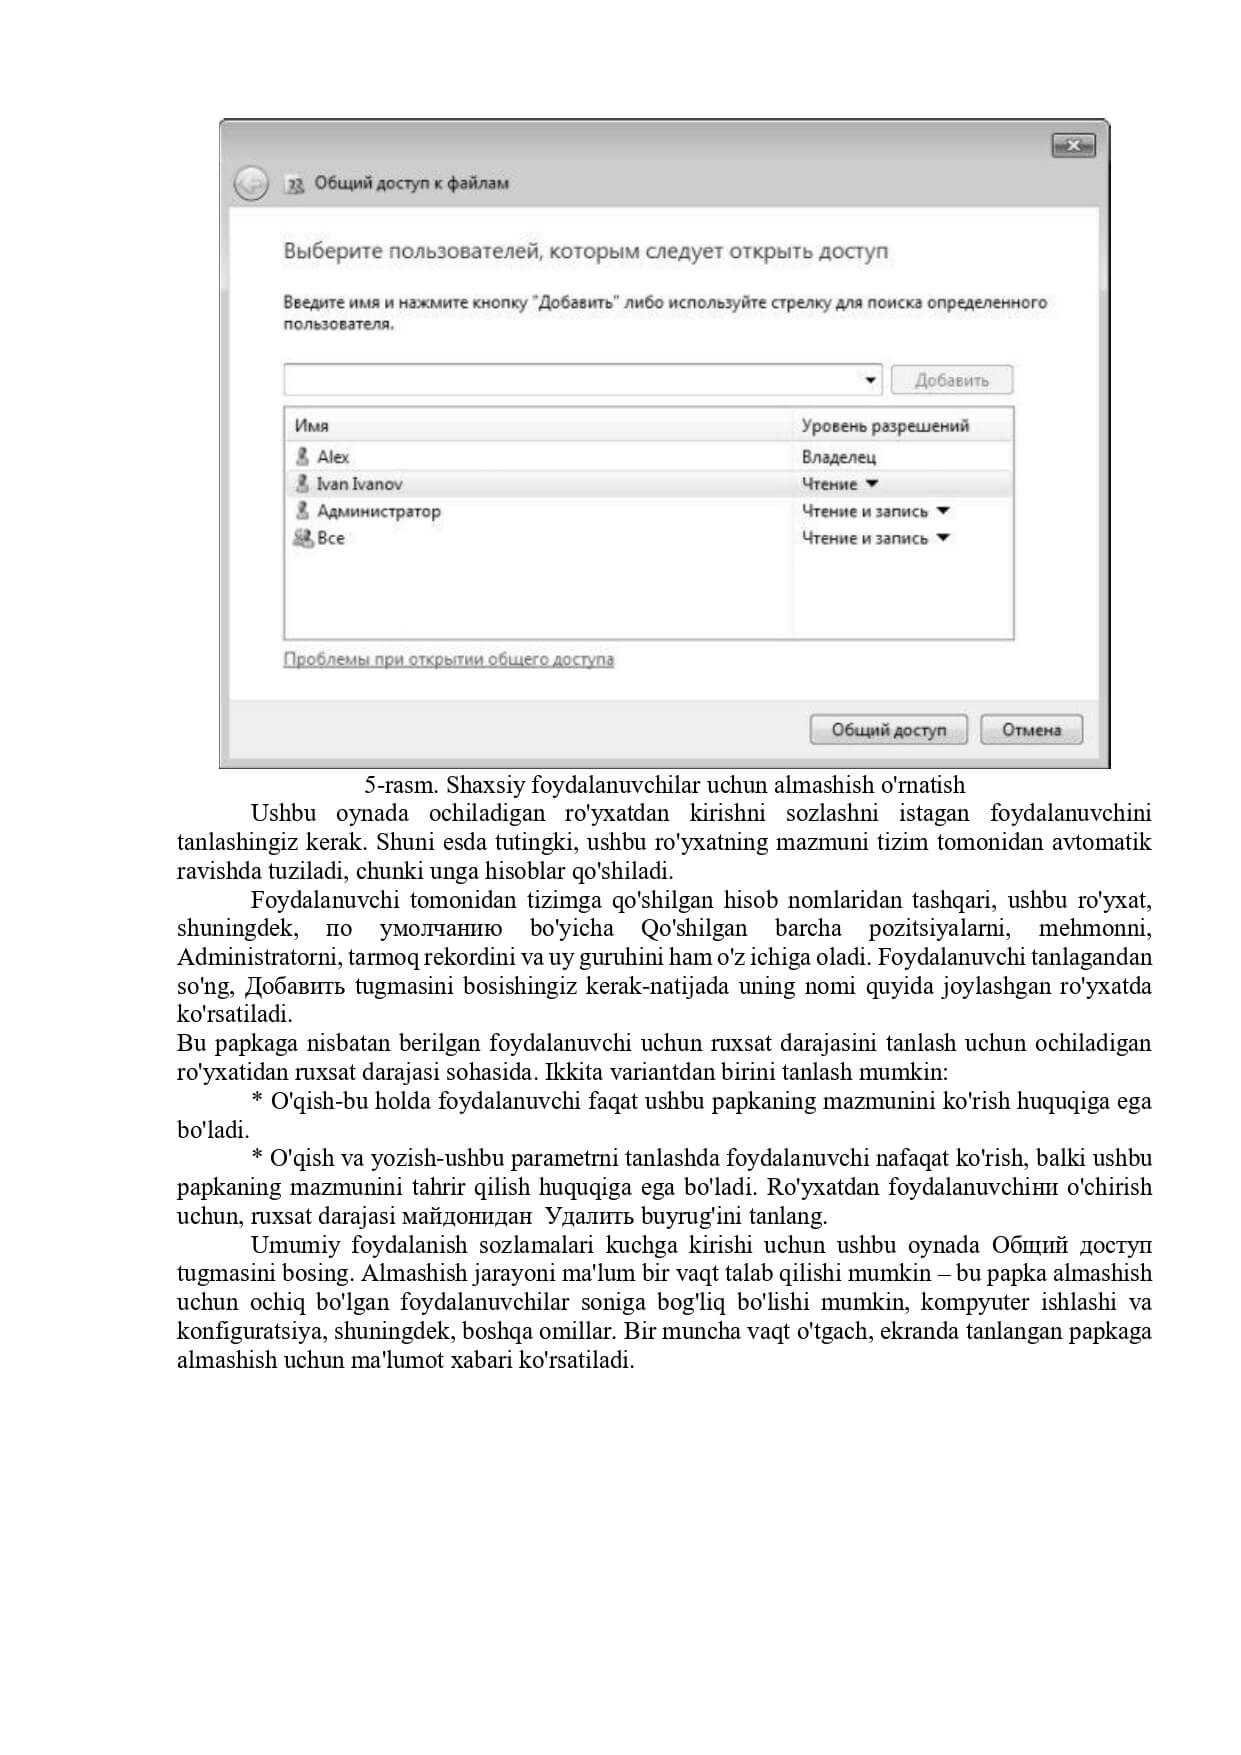 Общий доступ к файлам
Выберите пользователей, которым следует открыть доступ
Введите имя и нажмите кнопку "Добавить" либо используйте стрелку для поиска определенного
пользователя.
Добавить
Имя Уровень разрешений
Alex Владелец
Ivan Ivanov Чтение
Администратор Чтение и запись
Все Чтение и запись
Проблемы при открытии общего доступа
Общий доступ Отмена
5-rasm. Shaxsiy foydalanuvchilar uchun almashish o'rnatish
Ushbu oynada ochiladigan ro'yxatdan kirishni sozlashni istagan foydalanuvchini
tanlashingiz kerak. Shuni esda tutingki, ushbu ro'yxatning mazmuni tizim tomonidan avtomatik
ravishda tuziladi, chunki unga hisoblar qo'shiladi.
Foydalanuvchi tomonidan tizimga qo'shilgan hisob nomlaridan tashqari, ushbu ro'yxat,
shuningdek, по умолчанию bo'yicha Qo'shilgan barcha pozitsiyalarni, mehmonni,
Administratorni, tarmoq rekordini va uy guruhini ham o'z ichiga oladi. Foydalanuvchi tanlagandan
so'ng, Добавить tugmasini bosishingiz kerak-natijada uning nomi quyida joylashgan ro'yxatda
ko'rsatiladi.
Bu papkaga nisbatan berilgan foydalanuvchi uchun ruxsat darajasini tanlash uchun ochiladigan
ro'yxatidan ruxsat darajasi sohasida. Ikkita variantdan birini tanlash mumkin:
* O'qish-bu holda foydalanuvchi faqat ushbu papkaning mazmunini ko'rish huquqiga ega
bo'ladi.
* O'qish va yozish-ushbu parametrni tanlashda foydalanuvchi nafaqat ko'rish, balki ushbu
papkaning mazmunini tahrir qilish huquqiga ega bo'ladi. Ro'yxatdan foydalanuvchiни o'chirish
uchun, ruxsat darajasi майдонидан Удалить buyrug'ini tanlang.
Umumiy foydalanish sozlamalari kuchga kirishi uchun ushbu oynada Общий доступ
tugmasini bosing. Almashish jarayoni ma'lum bir vaqt talab qilishi mumkin – bu papka almashish
uchun ochiq bo'lgan foydalanuvchilar soniga bog'liq bo'lishi mumkin, kompyuter ishlashi va
konfiguratsiya, shuningdek, boshqa omillar. Bir muncha vaqt o'tgach, ekranda tanlangan papkaga
almashish uchun ma'lumot xabari ko'rsatiladi.